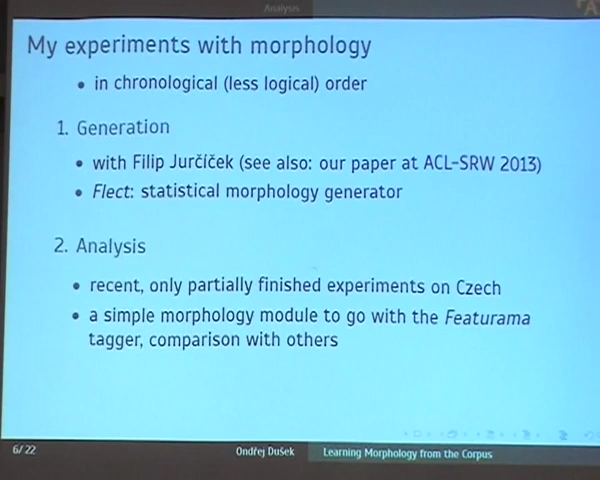 Analysis
My experiments with morphology
• in chronological (less logical) order
1. Generation
• with Filip Jurčíček (see also: our paper at ACL-SRW 2013)
• Flect: statistical morphology generator
2. Analysis
• recent, only partially finished experiments on Czech
• a simple morphology module to go with the Featurama
tagger, comparison with others
6/22 Ondřej Dušek Learning Morphology from the Corpus